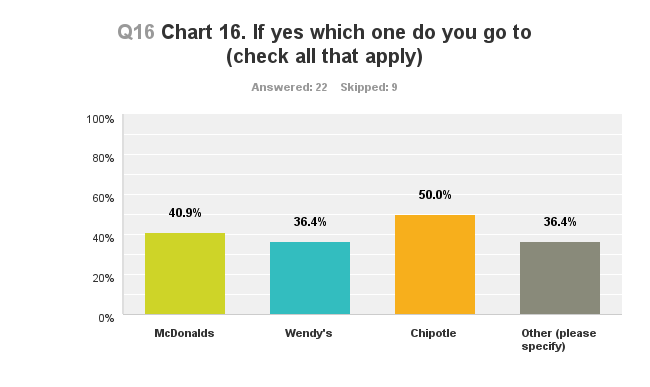 Q16 Chart 16. If yes which one do you go to
(check all that apply)
Answered: 22 Skipped: 9
100%
80%
60%
40%
20%
0%
40.9%
36.4%
50.0%
36.4%
McDonalds
Wendy's
Chipotle
Other (please
specify)